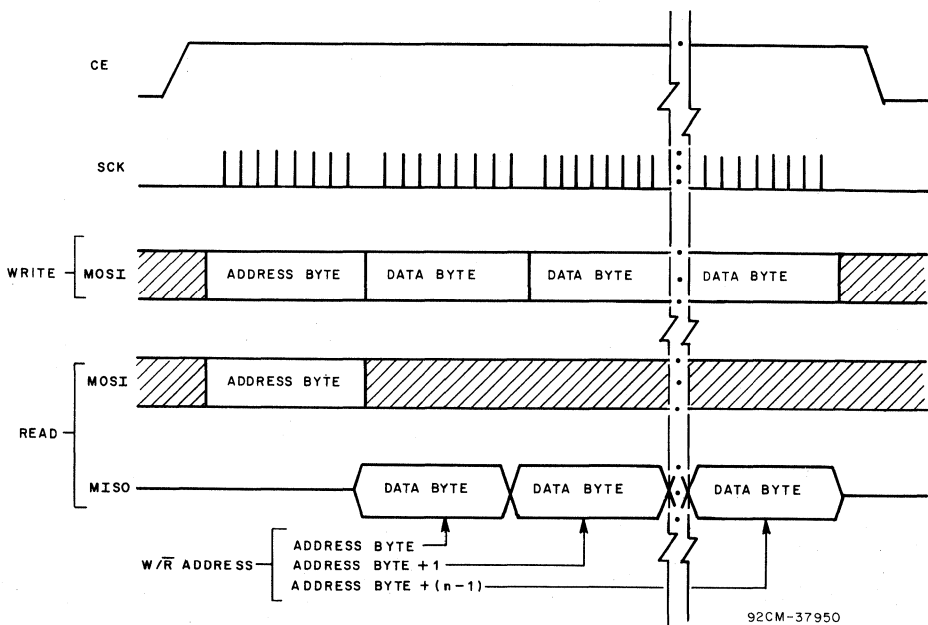 CE
SCK
WRITE
MOSI
ADDRESS BYTE
DATA BYTE
DATA BYTE
DATA BYTE
READ
MOSI
ADDRESS BYTE
MISO
DATA BYTE
DATA BYTE
DATA BYTE
W/R̅ ADDRESS
ADDRESS BYTE
ADDRESS BYTE +1
ADDRESS BYTE +(n-1)
92CM-37950